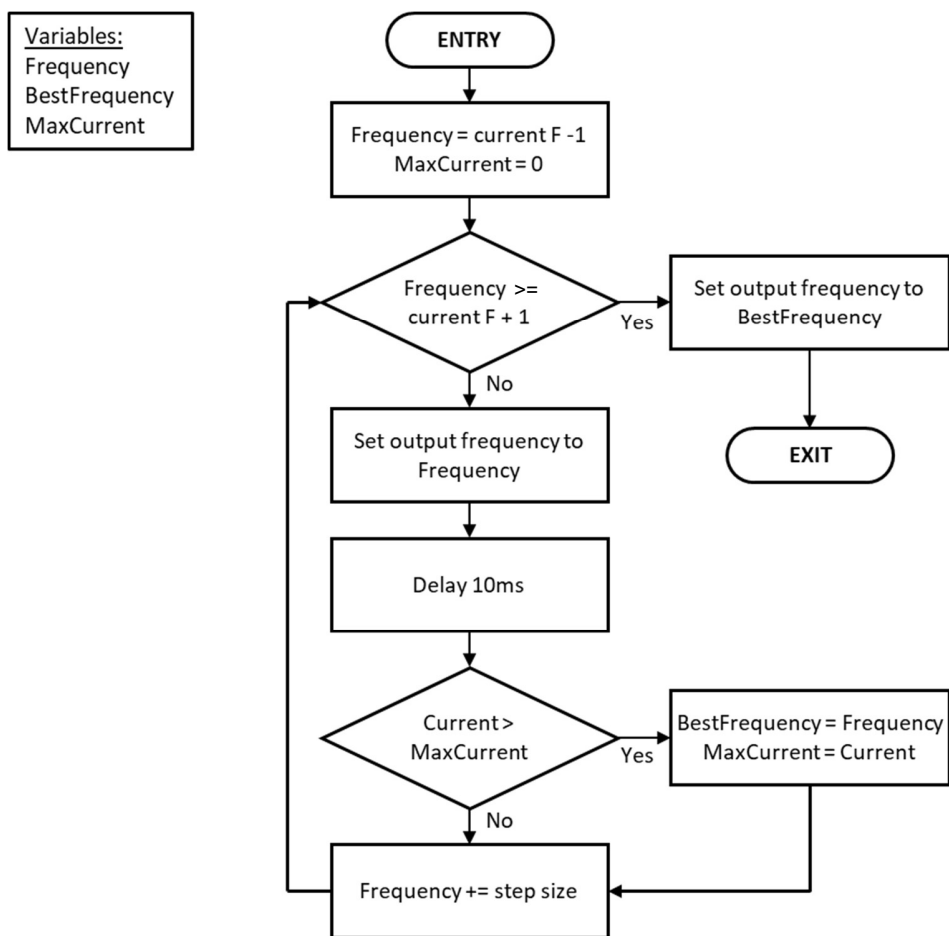 Variables:
Frequency
BestFrequency
MaxCurrent
ENTRY
Frequency = current F -1
MaxCurrent = 0
Frequency >=
current F + 1
Yes
Set output frequency to
BestFrequency
EXIT
No
Set output frequency to
Frequency
Delay 10ms
Current >
MaxCurrent
Yes
BestFrequency = Frequency
MaxCurrent = Current
No
Frequency += step size